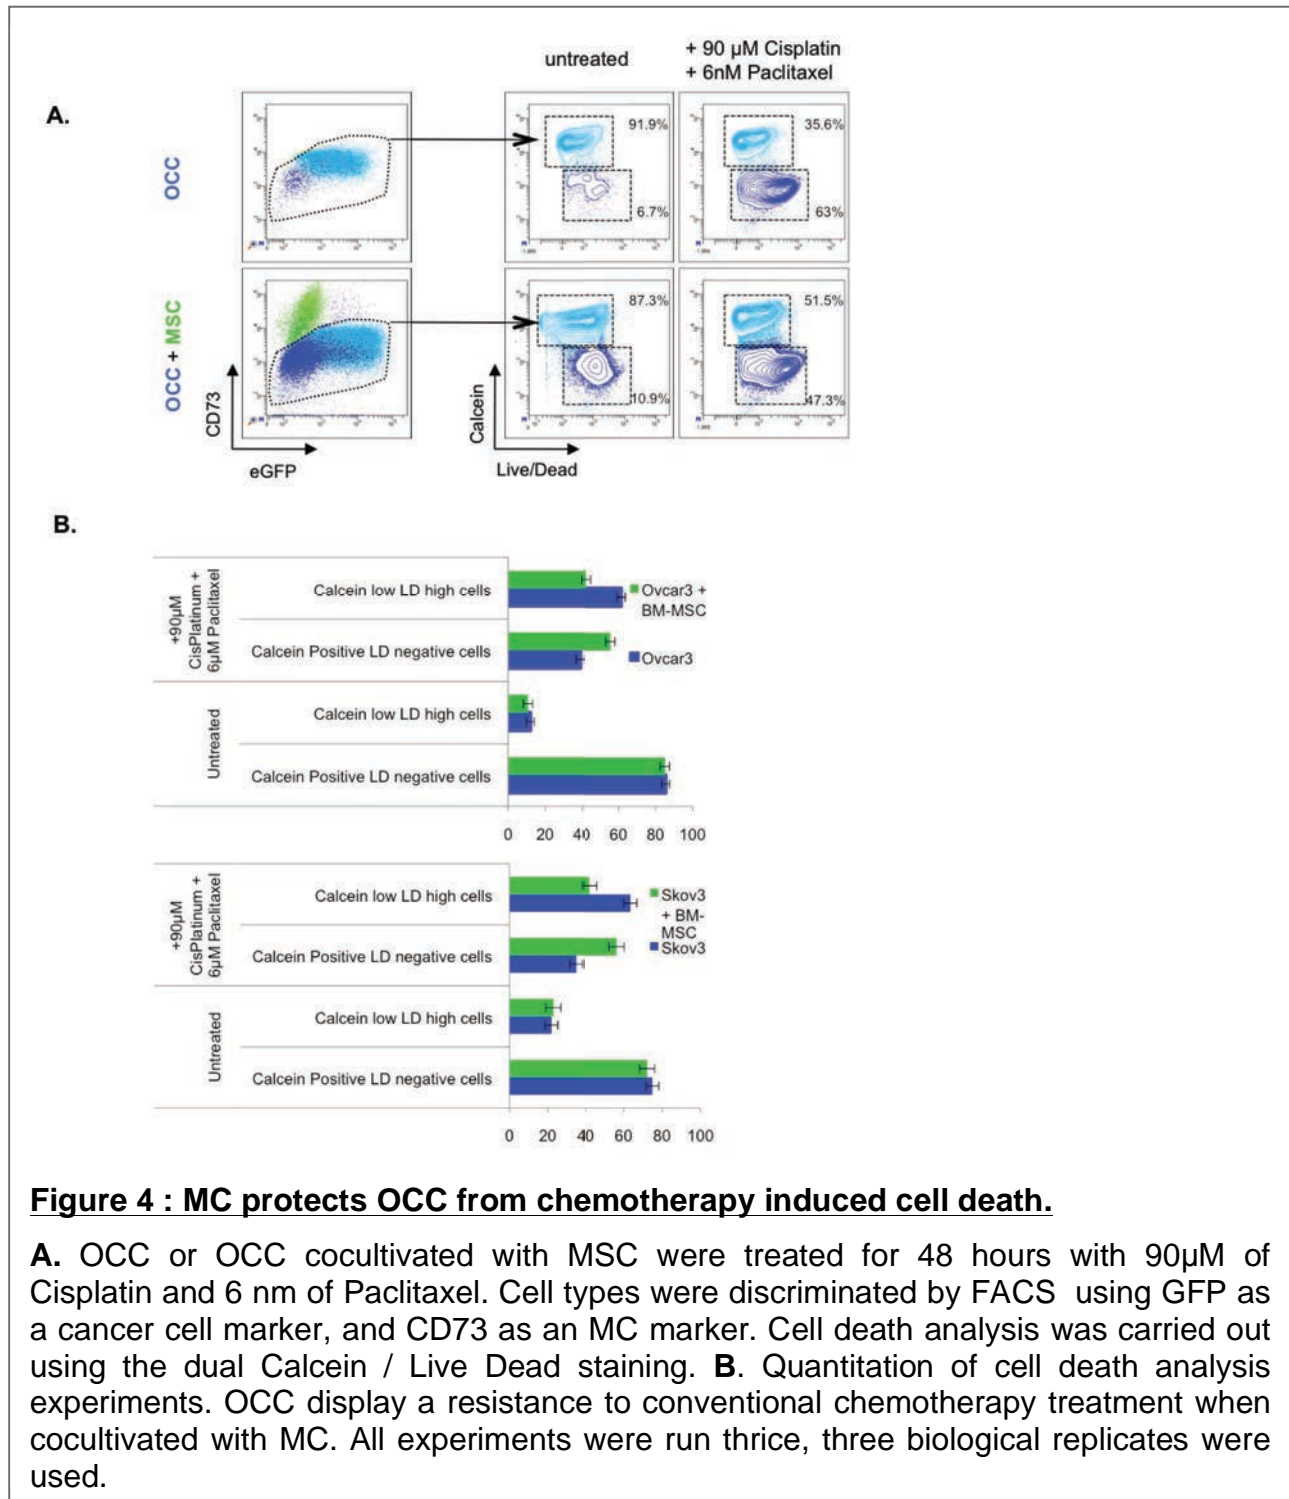 untreated
+ 90 µM Cisplatin
+ 6nM Paclitaxel
A.
OCC
91.9%
6.7%
35.6%
63%
OCC + MSC
87.3%
10.9%
51.5%
47.3%
CD73
eGFP
Calcein
Live/Dead
B.
+90µM
CisPlatinum +
6µM Paclitaxel
Calcein low LD high cells
Calcein Positive LD negative cells
Untreated
Calcein low LD high cells
Calcein Positive LD negative cells
Ovcar3 +
BM-MSC
Ovcar3
0 20 40 60 80 100
+90µM
CisPlatinum +
6µM Paclitaxel
Calcein low LD high cells
Calcein Positive LD negative cells
Untreated
Calcein low LD high cells
Calcein Positive LD negative cells
Skov3
+ BM-
MSC
Skov3
0 20 40 60 80 100
Figure 4 : MC protects OCC from chemotherapy induced cell death.
A. OCC or OCC cocultivated with MSC were treated for 48 hours with 90µM of
Cisplatin and 6 nm of Paclitaxel. Cell types were discriminated by FACS using GFP as
a cancer cell marker, and CD73 as an MC marker. Cell death analysis was carried out
using the dual Calcein / Live Dead staining. B. Quantitation of cell death analysis
experiments. OCC display a resistance to conventional chemotherapy treatment when
cocultivated with MC. All experiments were run thrice, three biological replicates were
used.